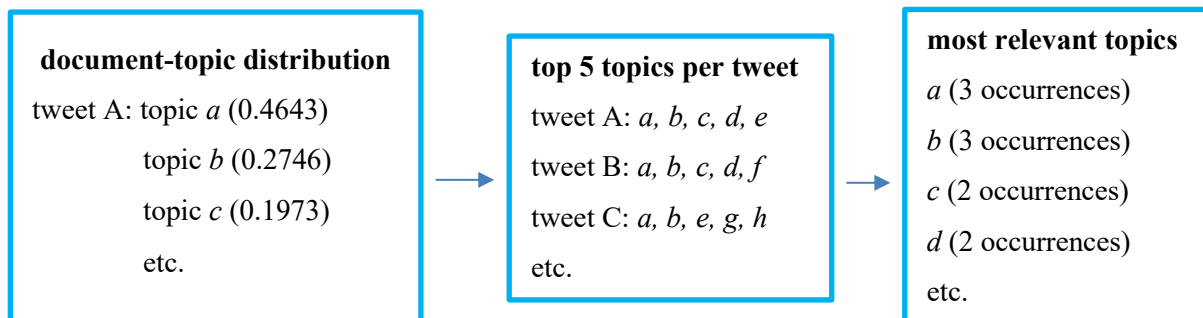 document-topic distribution
tweet A: topic a (0.4643)
topic b (0.2746)
topic c (0.1973)
etc.
top 5 topics per tweet
tweet A: a, b, c, d, e
tweet B: a, b, c, d, f
tweet C: a, b, e, g, h
etc.
most relevant topics
a (3 occurrences)
b (3 occurrences)
c (2 occurrences)
d (2 occurrences)
etc.